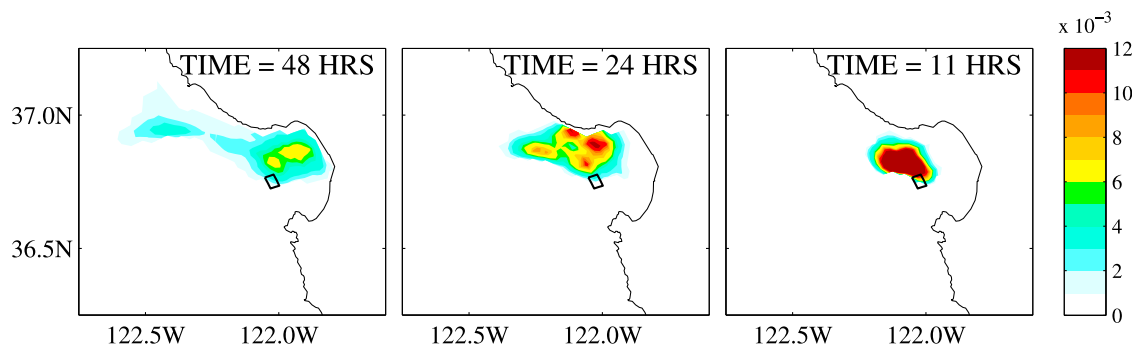 x 10⁻³
TIME = 48 HRS
TIME = 24 HRS
TIME = 11 HRS
12
10
8
6
4
2
0
37.0N
36.5N
122.5W 122.0W
122.5W 122.0W
122.5W 122.0W